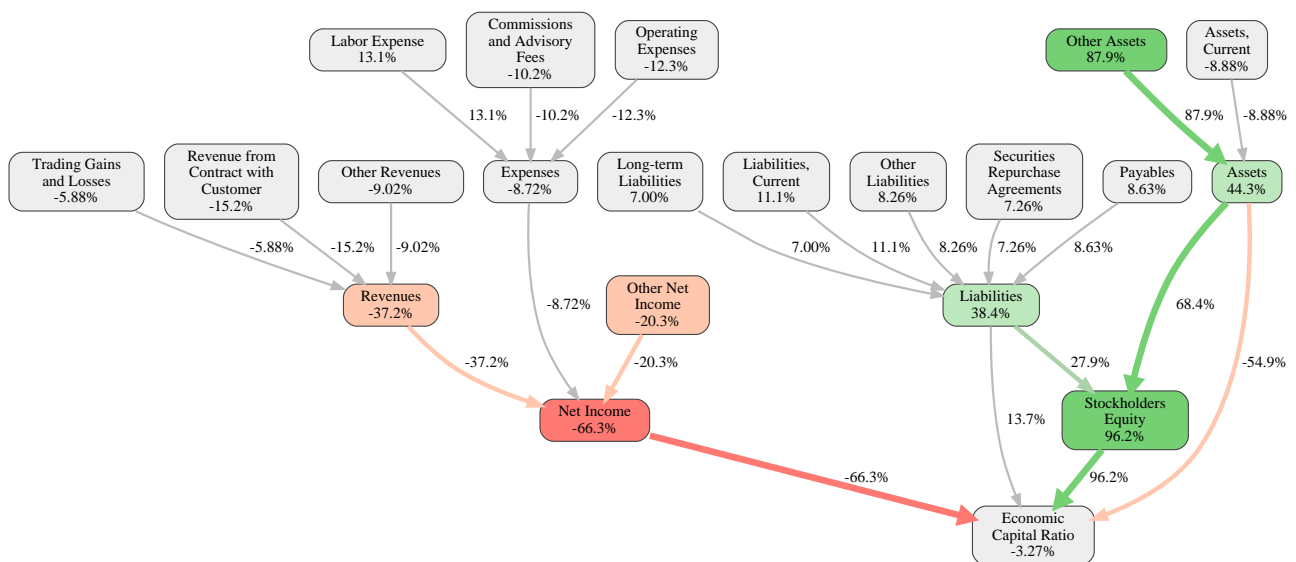 Labor Expense
13.1%
Commissions
and Advisory
Fees
-10.2%
Operating
Expenses
-12.3%
Other Assets
87.9%
Assets,
Current
-8.88%
13.1%
-10.2%
-12.3%
87.9%
-8.88%
Trading Gains
and Losses
-5.88%
Revenue from
Contract with
Customer
-15.2%
Other Revenues
-9.02%
Expenses
-8.72%
Long-term
Liabilities
7.00%
Liabilities,
Current
11.1%
Other
Liabilities
8.26%
Securities
Repurchase
Agreements
7.26%
Payables
8.63%
Assets
44.3%
-5.88%
-15.2%
-9.02%
7.00%
11.1%
8.26%
7.26%
8.63%
Revenues
-37.2%
-8.72%
Other Net
Income
-20.3%
Liabilities
38.4%
68.4%
-37.2%
-20.3%
27.9%
-54.9%
Net Income
-66.3%
13.7%
Stockholders
Equity
96.2%
-66.3%
96.2%
Economic
Capital Ratio
-3.27%